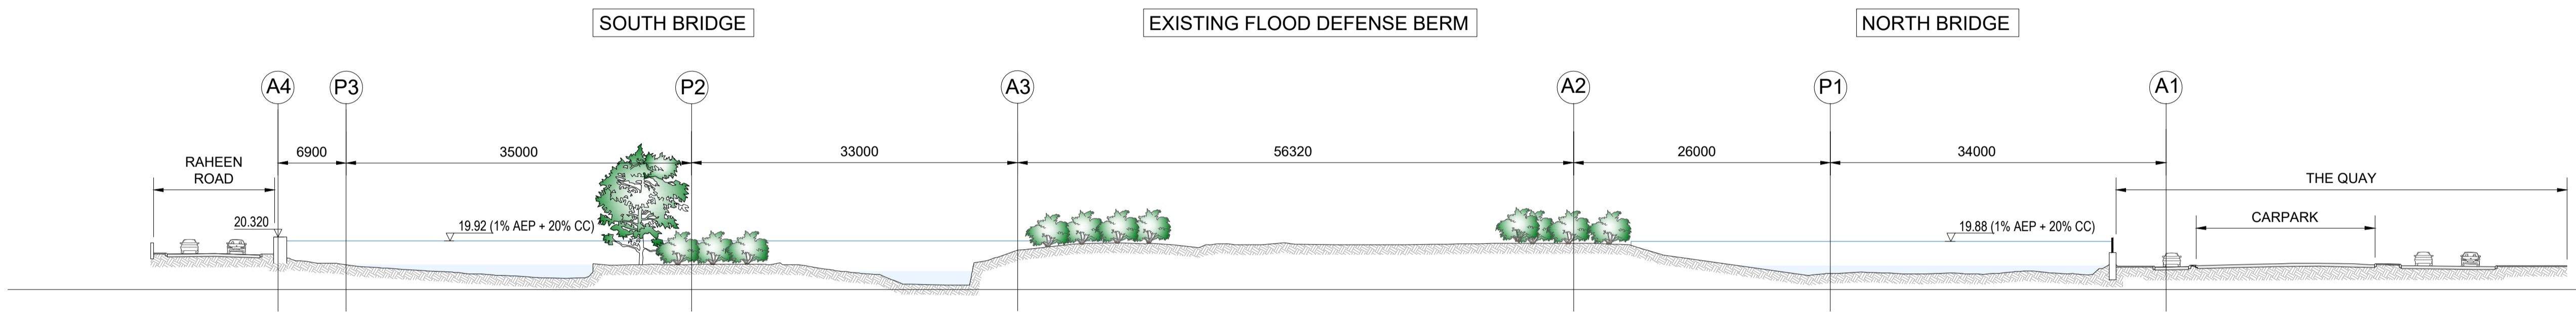 SOUTH BRIDGE
EXISTING FLOOD DEFENSE BERM
NORTH BRIDGE
A4
P3
P2
A3
A2
P1
A1
6900
35000
33000
56320
26000
34000
RAHEEN
ROAD
THE QUAY
CARPARK
20.320
19.92 (1% AEP + 20% CC)
19.88 (1% AEP + 20% CC)